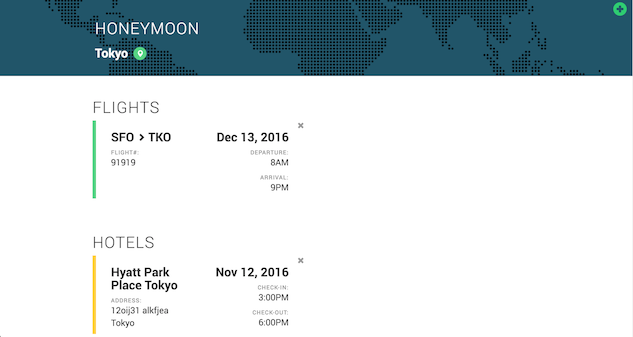 HONEYMOON
Tokyo
FLIGHTS
SFO > TKO
Dec 13, 2016
FLIGHT#:
91919
DEPARTURE:
8AM
ARRIVAL:
9PM
HOTELS
Hyatt Park
Place Tokyo
Nov 12, 2016
ADDRESS:
12oij31 alkfjea
Tokyo
CHECK-IN:
3:00PM
CHECK-OUT:
6:00PM